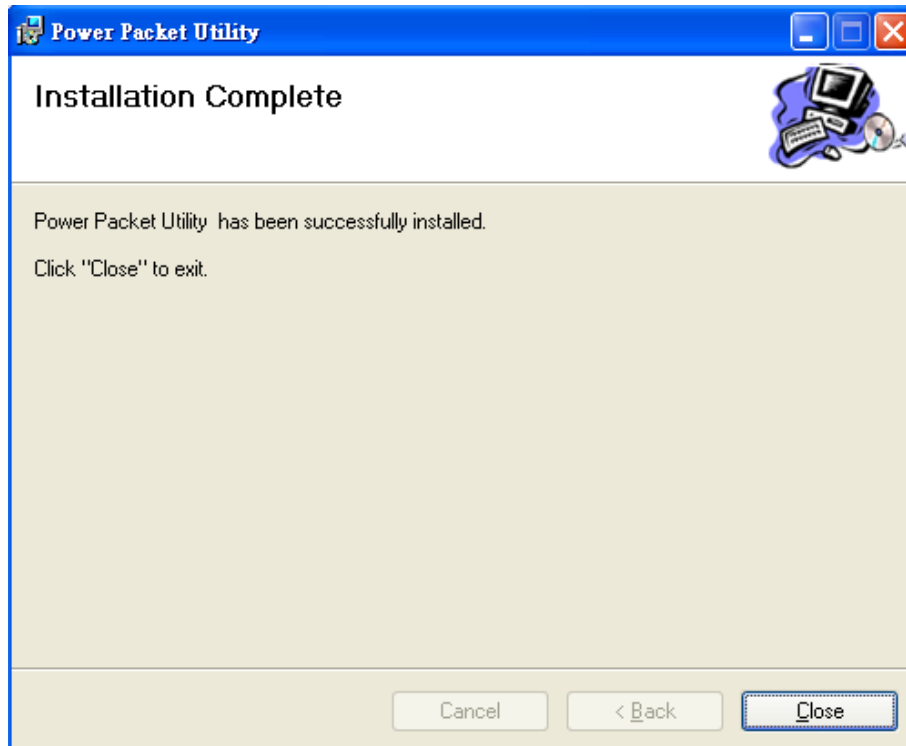 Power Packet Utility
Installation Complete
Power Packet Utility  has been successfully installed.
Click "Close" to exit.
Cancel
< Back
Close